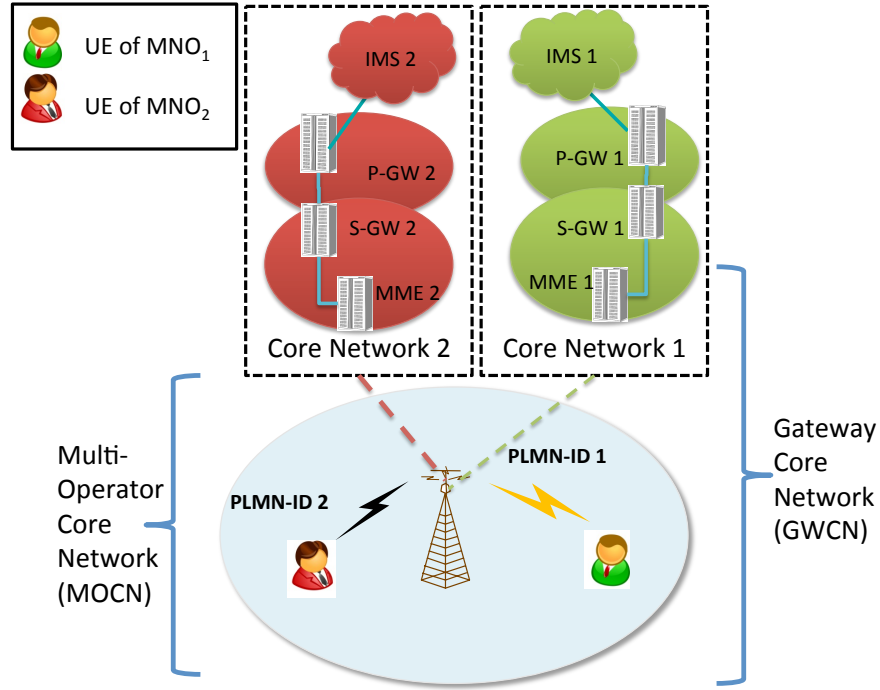 UE of MNO1
UE of MNO2
IMS 2
IMS 1
P-GW 2
P-GW 1
S-GW 2
S-GW 1
MME 2
MME 1
Core Network 2
Core Network 1
Multi-
Operator
Core
Network
(MOCN)
PLMN-ID 1
PLMN-ID 2
Gateway
Core
Network
(GWCN)